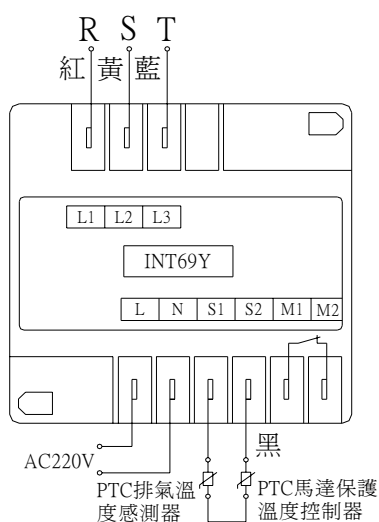 R S T
紅 黃 藍
L1 L2 L3
INT69Y
L N S1 S2 M1 M2
黑
AC220V
PTC排氣溫
度感測器
PTC馬達保護
溫度控制器